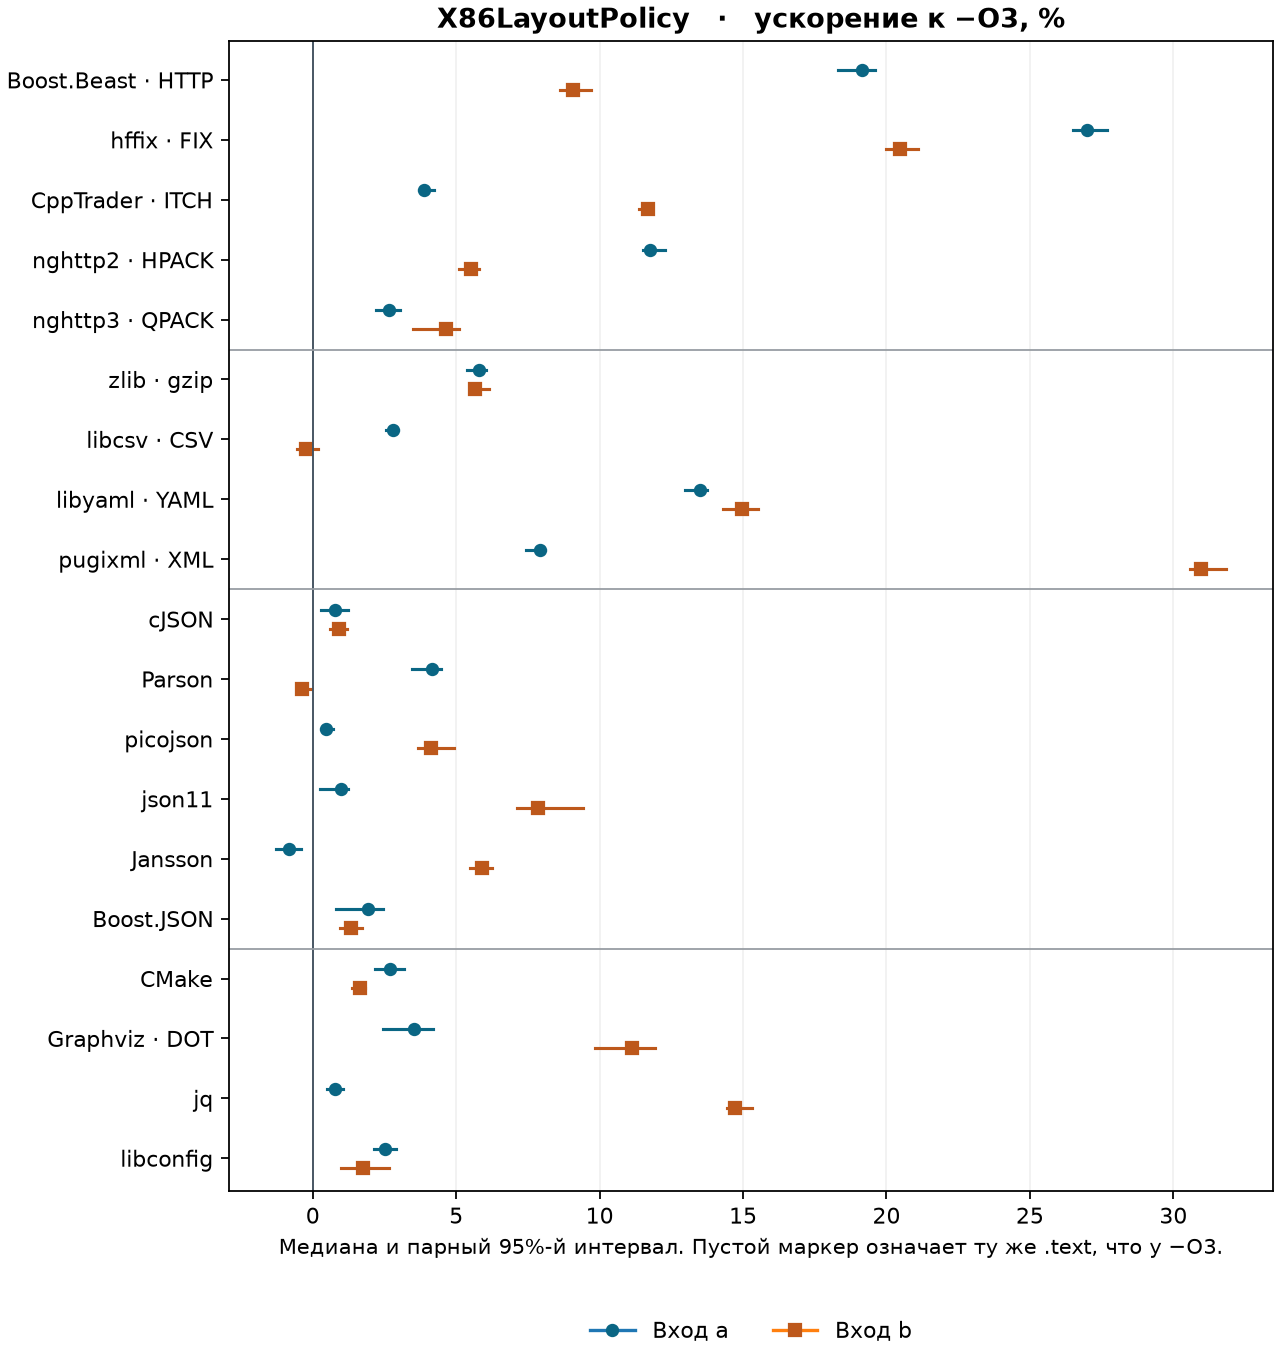 X86LayoutPolicy · ускорение к −O3, %
Boost.Beast · HTTP
hffix · FIX
CppTrader · ITCH
nghttp2 · HPACK
nghttp3 · QPACK
zlib · gzip
libcsv · CSV
libyaml · YAML
pugixml · XML
cJSON
Parson
picojson
json11
Jansson
Boost.JSON
CMake
Graphviz · DOT
jq
libconfig
0 5 10 15 20 25 30
Медиана и парный 95%-й интервал. Пустой маркер означает ту же .text, что у −O3.
Вход a Вход b